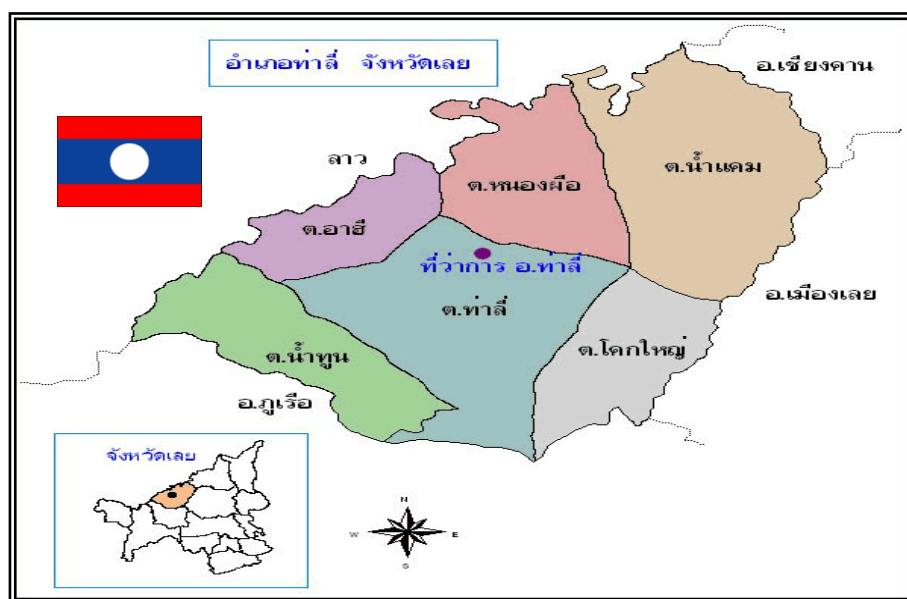 อำเภอท่าลี่ จังหวัดเลย
อ.เชียงคาน
ลาว
ต.หนองผือ
ต.น้ำแคม
ต.อาฮี
ที่ว่าการ อ.ท่าลี่
ต.ท่าลี่
อ.เมืองเลย
ต.น้ำทูน
ต.โคกใหญ่
อ.ภูเรือ
จังหวัดเลย
N
W E
S